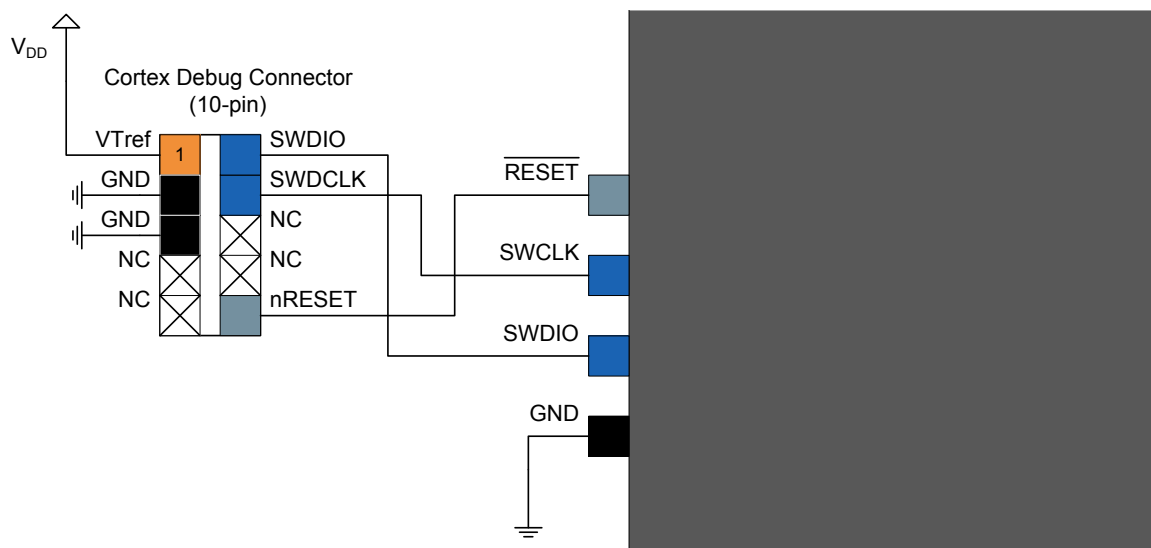 V_DD
Cortex Debug Connector
(10-pin)
VTref
1
SWDIO
GND
SWDCLK
GND
NC
NC
NC
NC
nRESET
RESET
SWCLK
SWDIO
GND